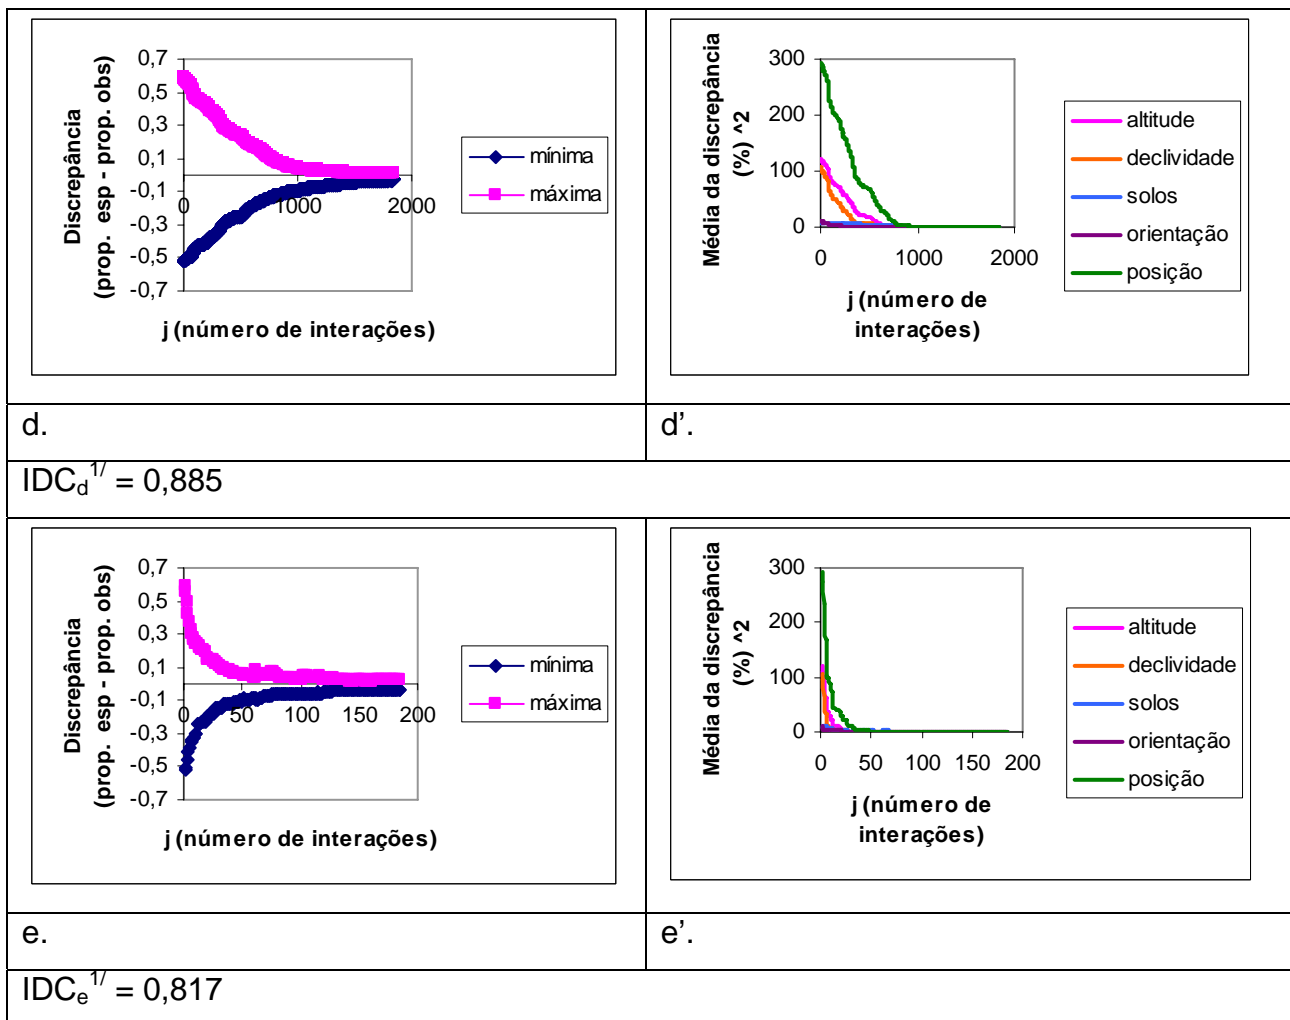 0,7
0,5
0,3
0,1
-0,1
-0,3
-0,5
-0,7
0
1000
2000
Discrepância
(prop. esp - prop. obs)
j (número de interações)
mínima
máxima
300
200
100
0
0
1000
2000
Média da discrepância
(%) ^2
j (número de
interações)
altitude
declividade
solos
orientação
posição
d.
d'.
IDC_d^1/ = 0,885
0,7
0,5
0,3
0,1
-0,1
-0,3
-0,5
-0,7
0
50
100
150
200
Discrepância
(prop. esp - prop. obs)
j (número de interações)
mínima
máxima
300
200
100
0
0
50
100
150
200
Média da discrepância
(%) ^2
j (número de
interações)
altitude
declividade
solos
orientação
posição
e.
e'.
IDC_e^1/ = 0,817